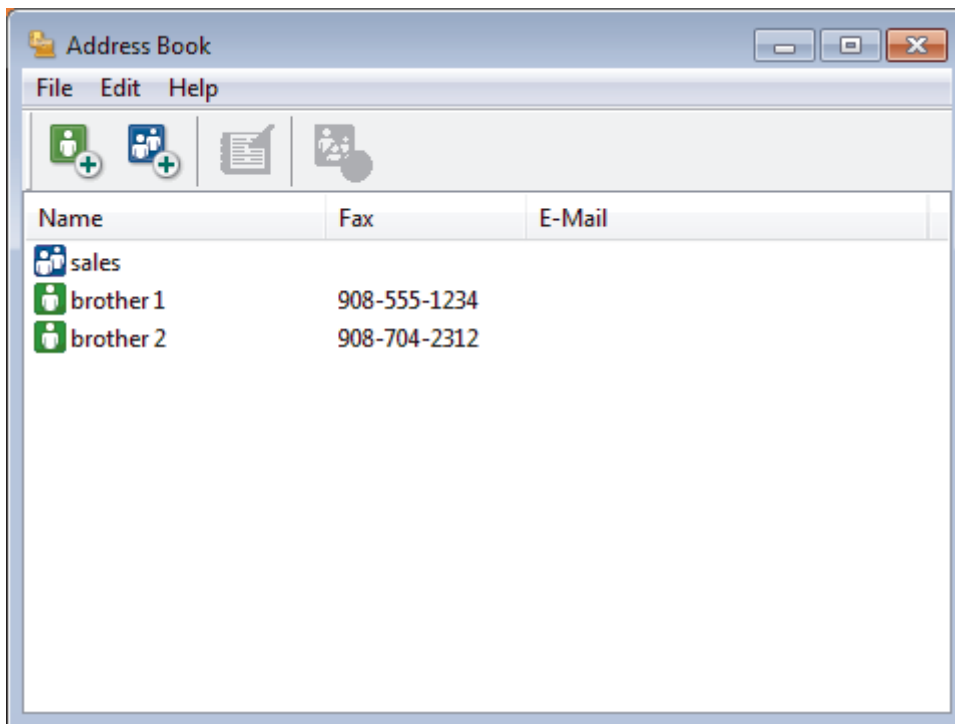 Address Book
File Edit Help
Name Fax E-Mail
sales
brother 1 908-555-1234
brother 2 908-704-2312